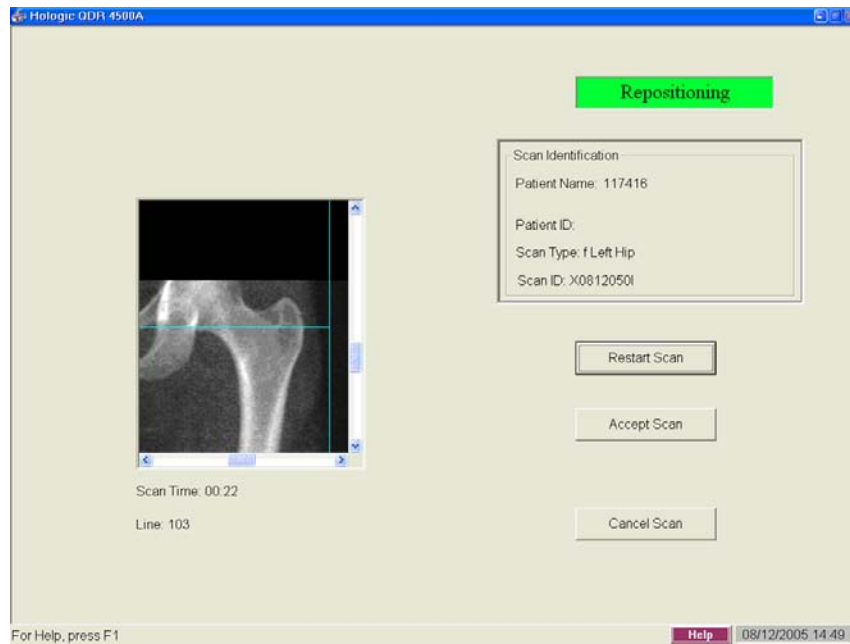 Hologic QDR 4500A
Repositioning
Scan Identification
Patient Name: 117416
Patient ID:
Scan Type: f Left Hip
Scan ID: X0812050I
Restart Scan
Accept Scan
Scan Time: 00:22
Line: 103
Cancel Scan
For Help, press F1
Help
08/12/2005 14:49